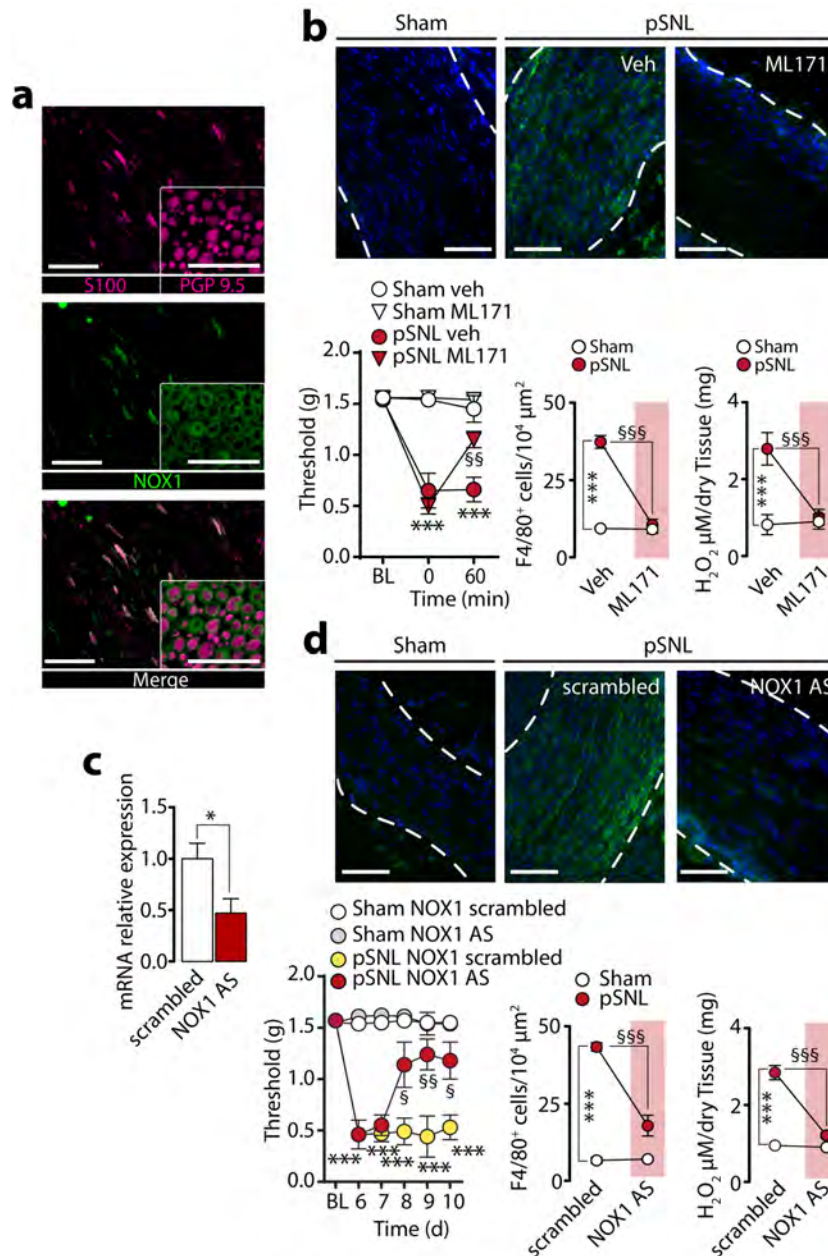 a
S100 PGP 9.5
NOX1
Merge
b
Sham pSNL
Veh ML171
Sham veh
Sham ML171
pSNL veh
pSNL ML171
Threshold (g)
2.0
1.5
1.0
0.5
0.0
§§
*** ***
BL 0 60
Time (min)
Sham
pSNL
F4/80⁺ cells/10⁴ µm²
50
25
0
***
§§§
Veh ML171
Sham
pSNL
H₂O₂ µM/dry Tissue (mg)
4
2
0
***
§§§
Veh ML171
c
mRNA relative expression
1.5
1.0
0.5
0.0
*
scrambled NOX1 AS
d
Sham pSNL
scrambled NOX1 AS
Sham NOX1 scrambled
Sham NOX1 AS
pSNL NOX1 scrambled
pSNL NOX1 AS
Threshold (g)
2.0
1.5
1.0
0.5
0.0
§ §§ §
*** *** *** *** ***
BL 6 7 8 9 10
Time (d)
Sham
pSNL
F4/80⁺ cells/10⁴ µm²
50
25
0
***
§§§
scrambled NOX1 AS
Sham
pSNL
H₂O₂ µM/dry Tissue (mg)
4
2
0
***
§§§
scrambled NOX1 AS